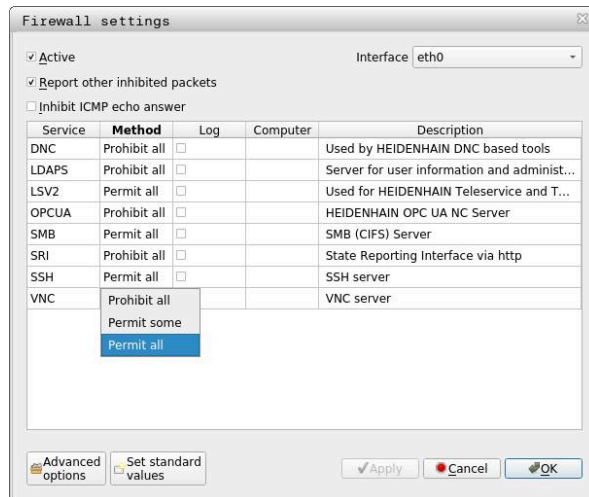 Firewall settings
Active
Interface eth0
Report other inhibited packets
Inhibit ICMP echo answer
Service Method Log Computer Description
DNC Prohibit all Used by HEIDENHAIN DNC based tools
LDAPS Prohibit all Server for user information and administ...
LSV2 Permit all Used for HEIDENHAIN Teleservice and T...
OPCUA Prohibit all HEIDENHAIN OPC UA NC Server
SMB Permit all SMB (CIFS) Server
SRI Prohibit all State Reporting Interface via http
SSH Permit all SSH server
VNC Prohibit all VNC server
Permit some
Permit all
Advanced options Set standard values Apply Cancel OK